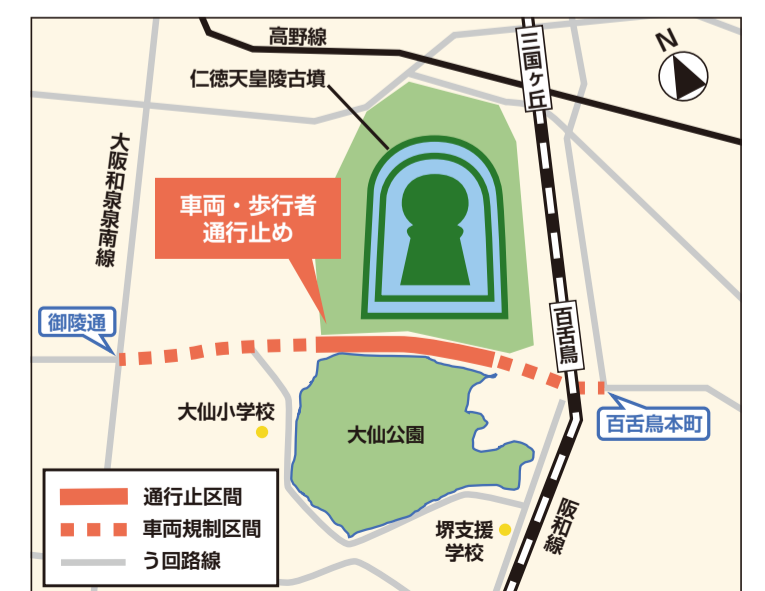 高野線
三国ヶ丘
N
仁徳天皇陵古墳
大阪和泉泉南線
車両・歩行者
通行止め
御陵通
百舌鳥
大仙小学校
大仙公園
百舌鳥本町
通行止区間
車両規制区間
う回路線
堺支援
学校
阪和線